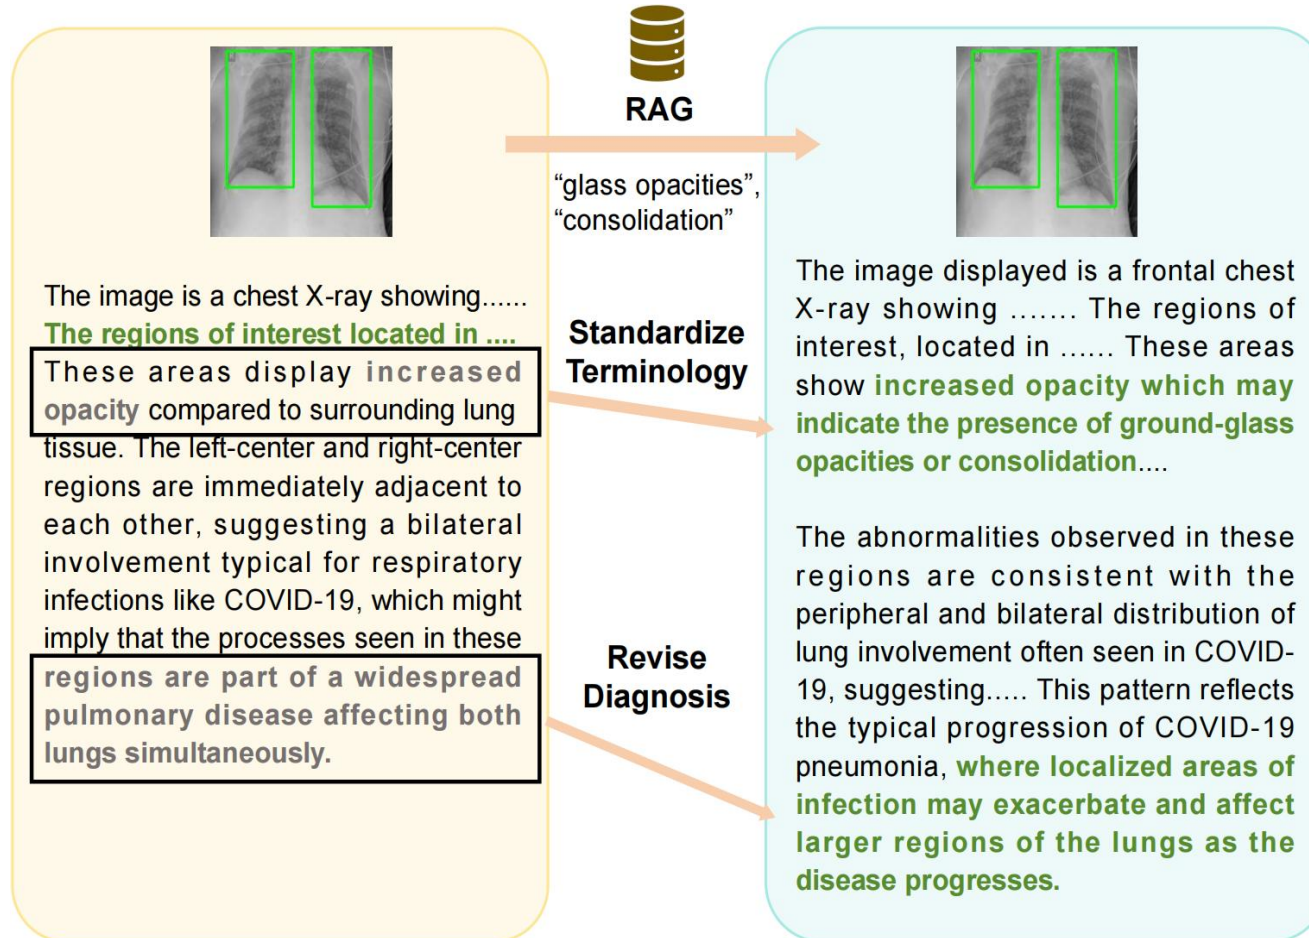 The image is a chest X-ray showing......
The regions of interest located in ....
These areas display increased
opacity compared to surrounding lung
tissue. The left-center and right-center
regions are immediately adjacent to
each other, suggesting a bilateral
involvement typical for respiratory
infections like COVID-19, which might
imply that the processes seen in these
regions are part of a widespread
pulmonary disease affecting both
lungs simultaneously.
RAG
“glass opacities”,
“consolidation”
Standardize
Terminology
Revise
Diagnosis
The image displayed is a frontal chest
X-ray showing ....... The regions of
interest, located in ...... These areas
show increased opacity which may
indicate the presence of ground-glass
opacities or consolidation....
The abnormalities observed in these
regions are consistent with the
peripheral and bilateral distribution of
lung involvement often seen in COVID-
19, suggesting..... This pattern reflects
the typical progression of COVID-19
pneumonia, where localized areas of
infection may exacerbate and affect
larger regions of the lungs as the
disease progresses.